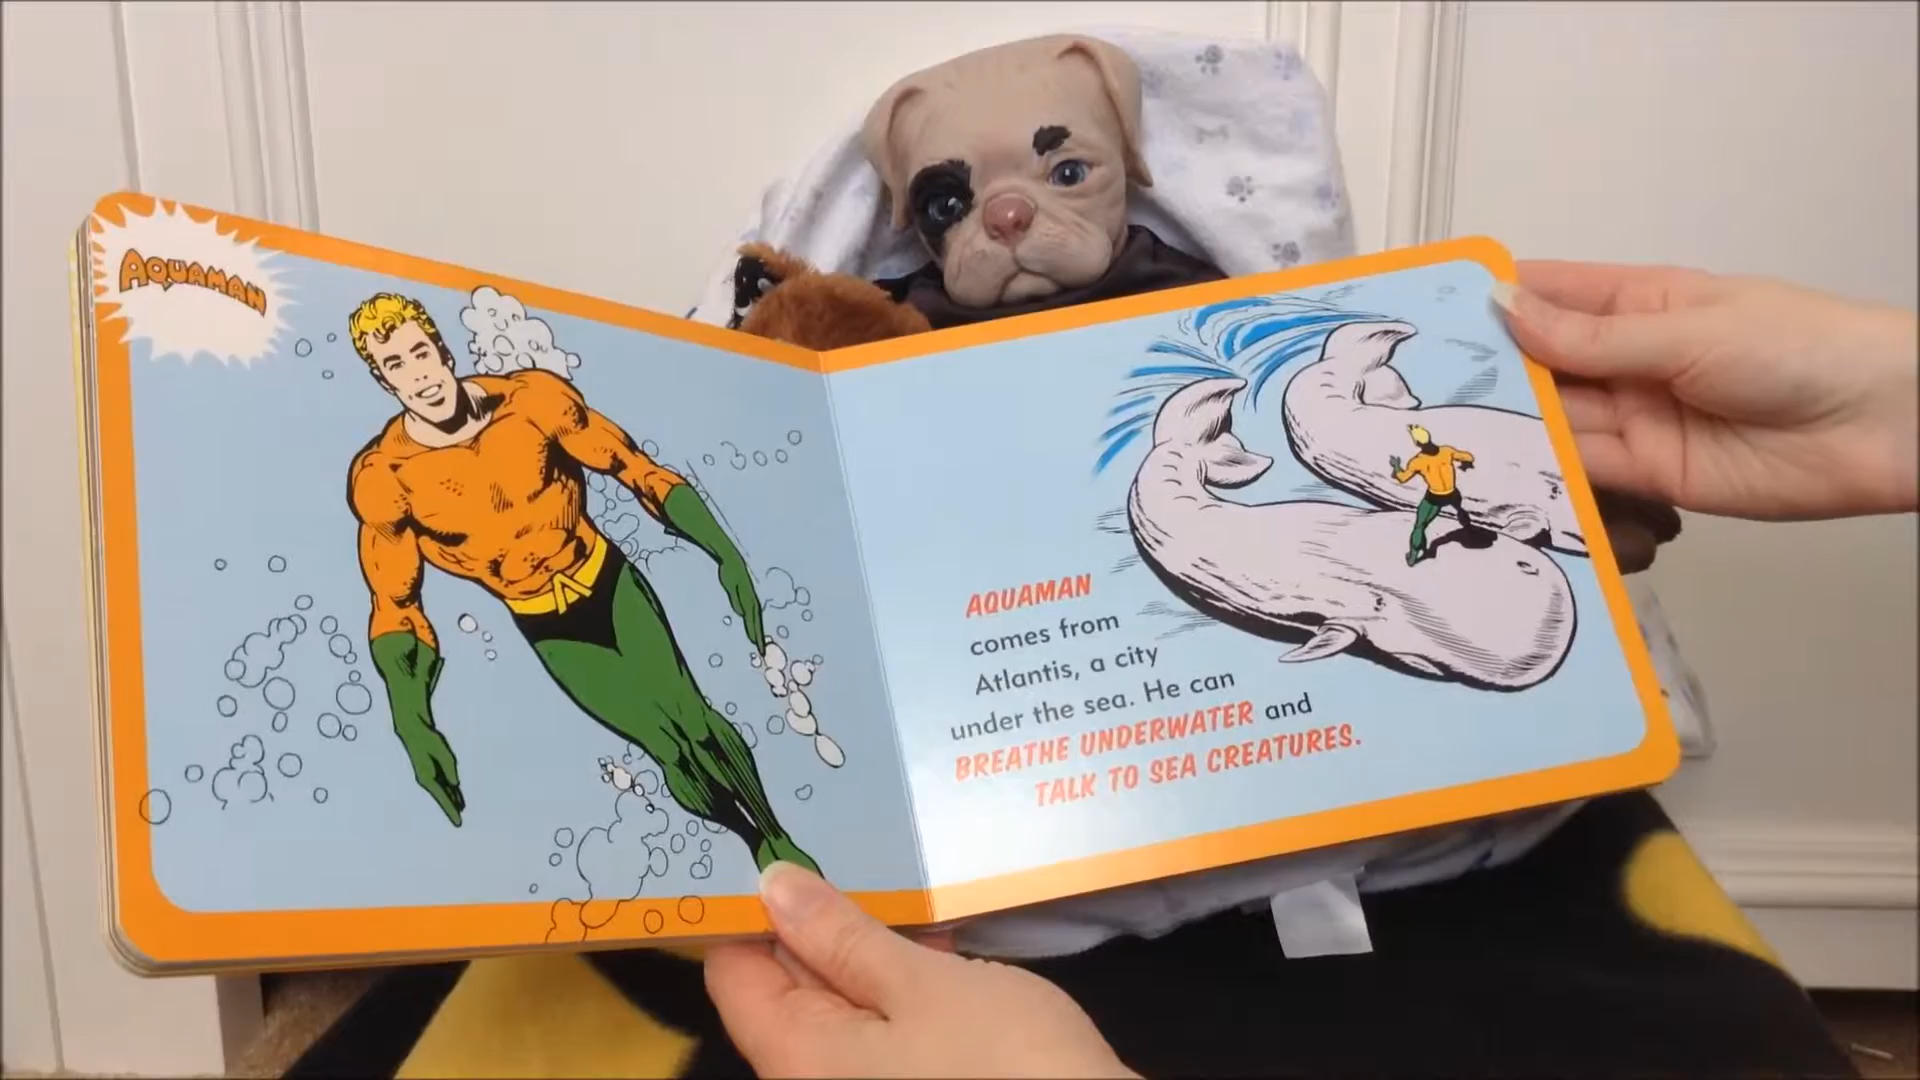 AQUAMAN
AQUAMAN
comes from
Atlantis, a city
under the sea. He can
BREATHE UNDERWATER and
TALK TO SEA CREATURES.